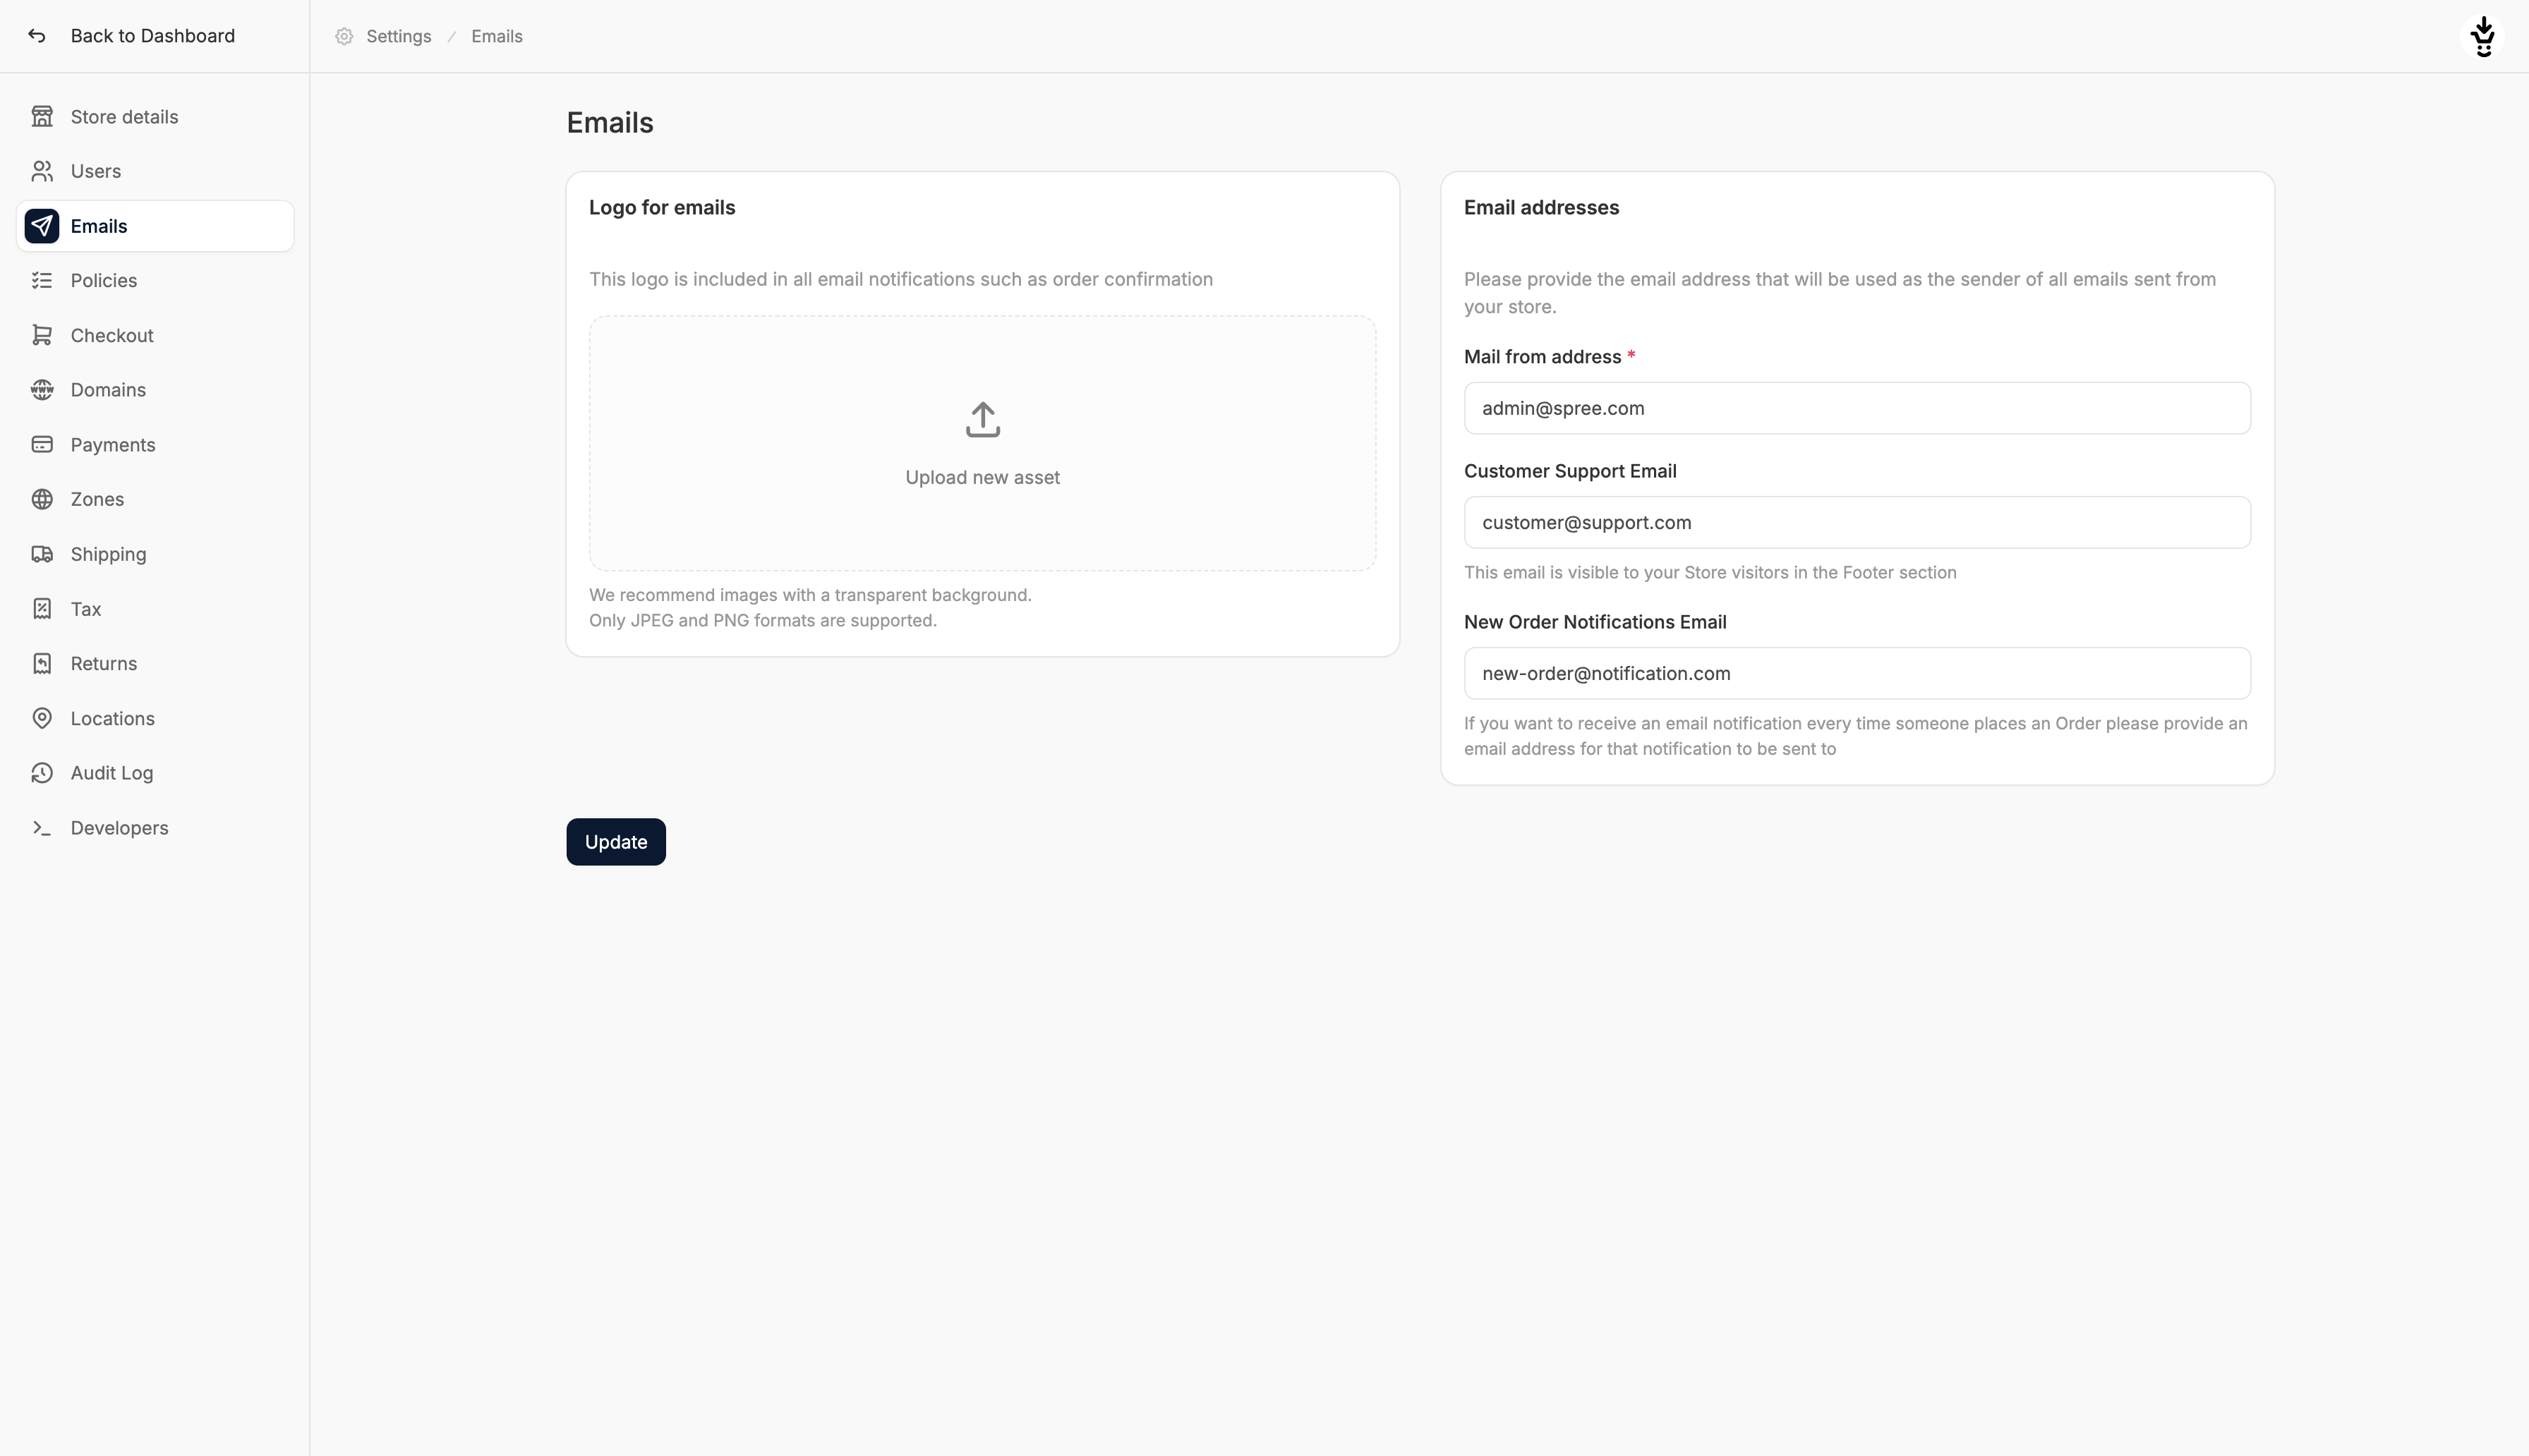 Back to Dashboard
Settings / Emails
Store details
Users
Emails
Policies
Checkout
Domains
Payments
Zones
Shipping
Tax
Returns
Locations
Audit Log
Developers
Emails
Logo for emails
This logo is included in all email notifications such as order confirmation
Upload new asset
We recommend images with a transparent background.
Only JPEG and PNG formats are supported.
Email addresses
Please provide the email address that will be used as the sender of all emails sent from
your store.
Mail from address *
admin@spree.com
Customer Support Email
customer@support.com
This email is visible to your Store visitors in the Footer section
New Order Notifications Email
new-order@notification.com
If you want to receive an email notification every time someone places an Order please provide an
email address for that notification to be sent to
Update